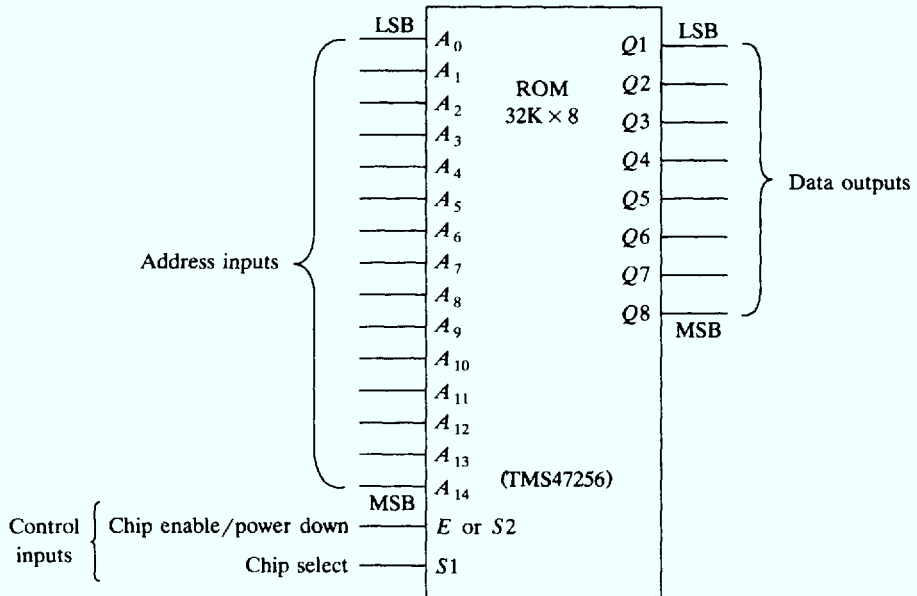 LSB
A0
A1
A2
A3
A4
A5
A6
A7
A8
A9
A10
A11
A12
A13
A14
MSB
Address inputs
ROM
32K × 8
(TMS47256)
LSB
Q1
Q2
Q3
Q4
Q5
Q6
Q7
Q8
MSB
Data outputs
Control
inputs
Chip enable/power down
E or S2
Chip select
S1